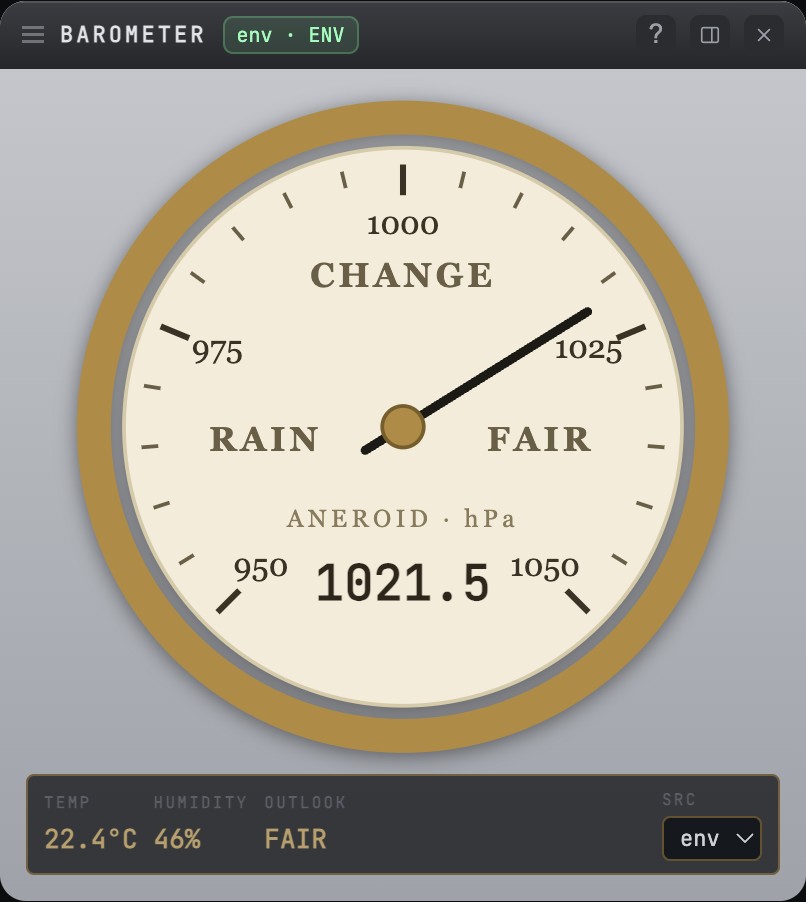 BAROMETER env · ENV ?
1000
CHANGE
975 1025
RAIN FAIR
ANEROID · hPa
950 1021.5 1050
TEMP HUMIDITY OUTLOOK SRC
22.4°C 46% FAIR env